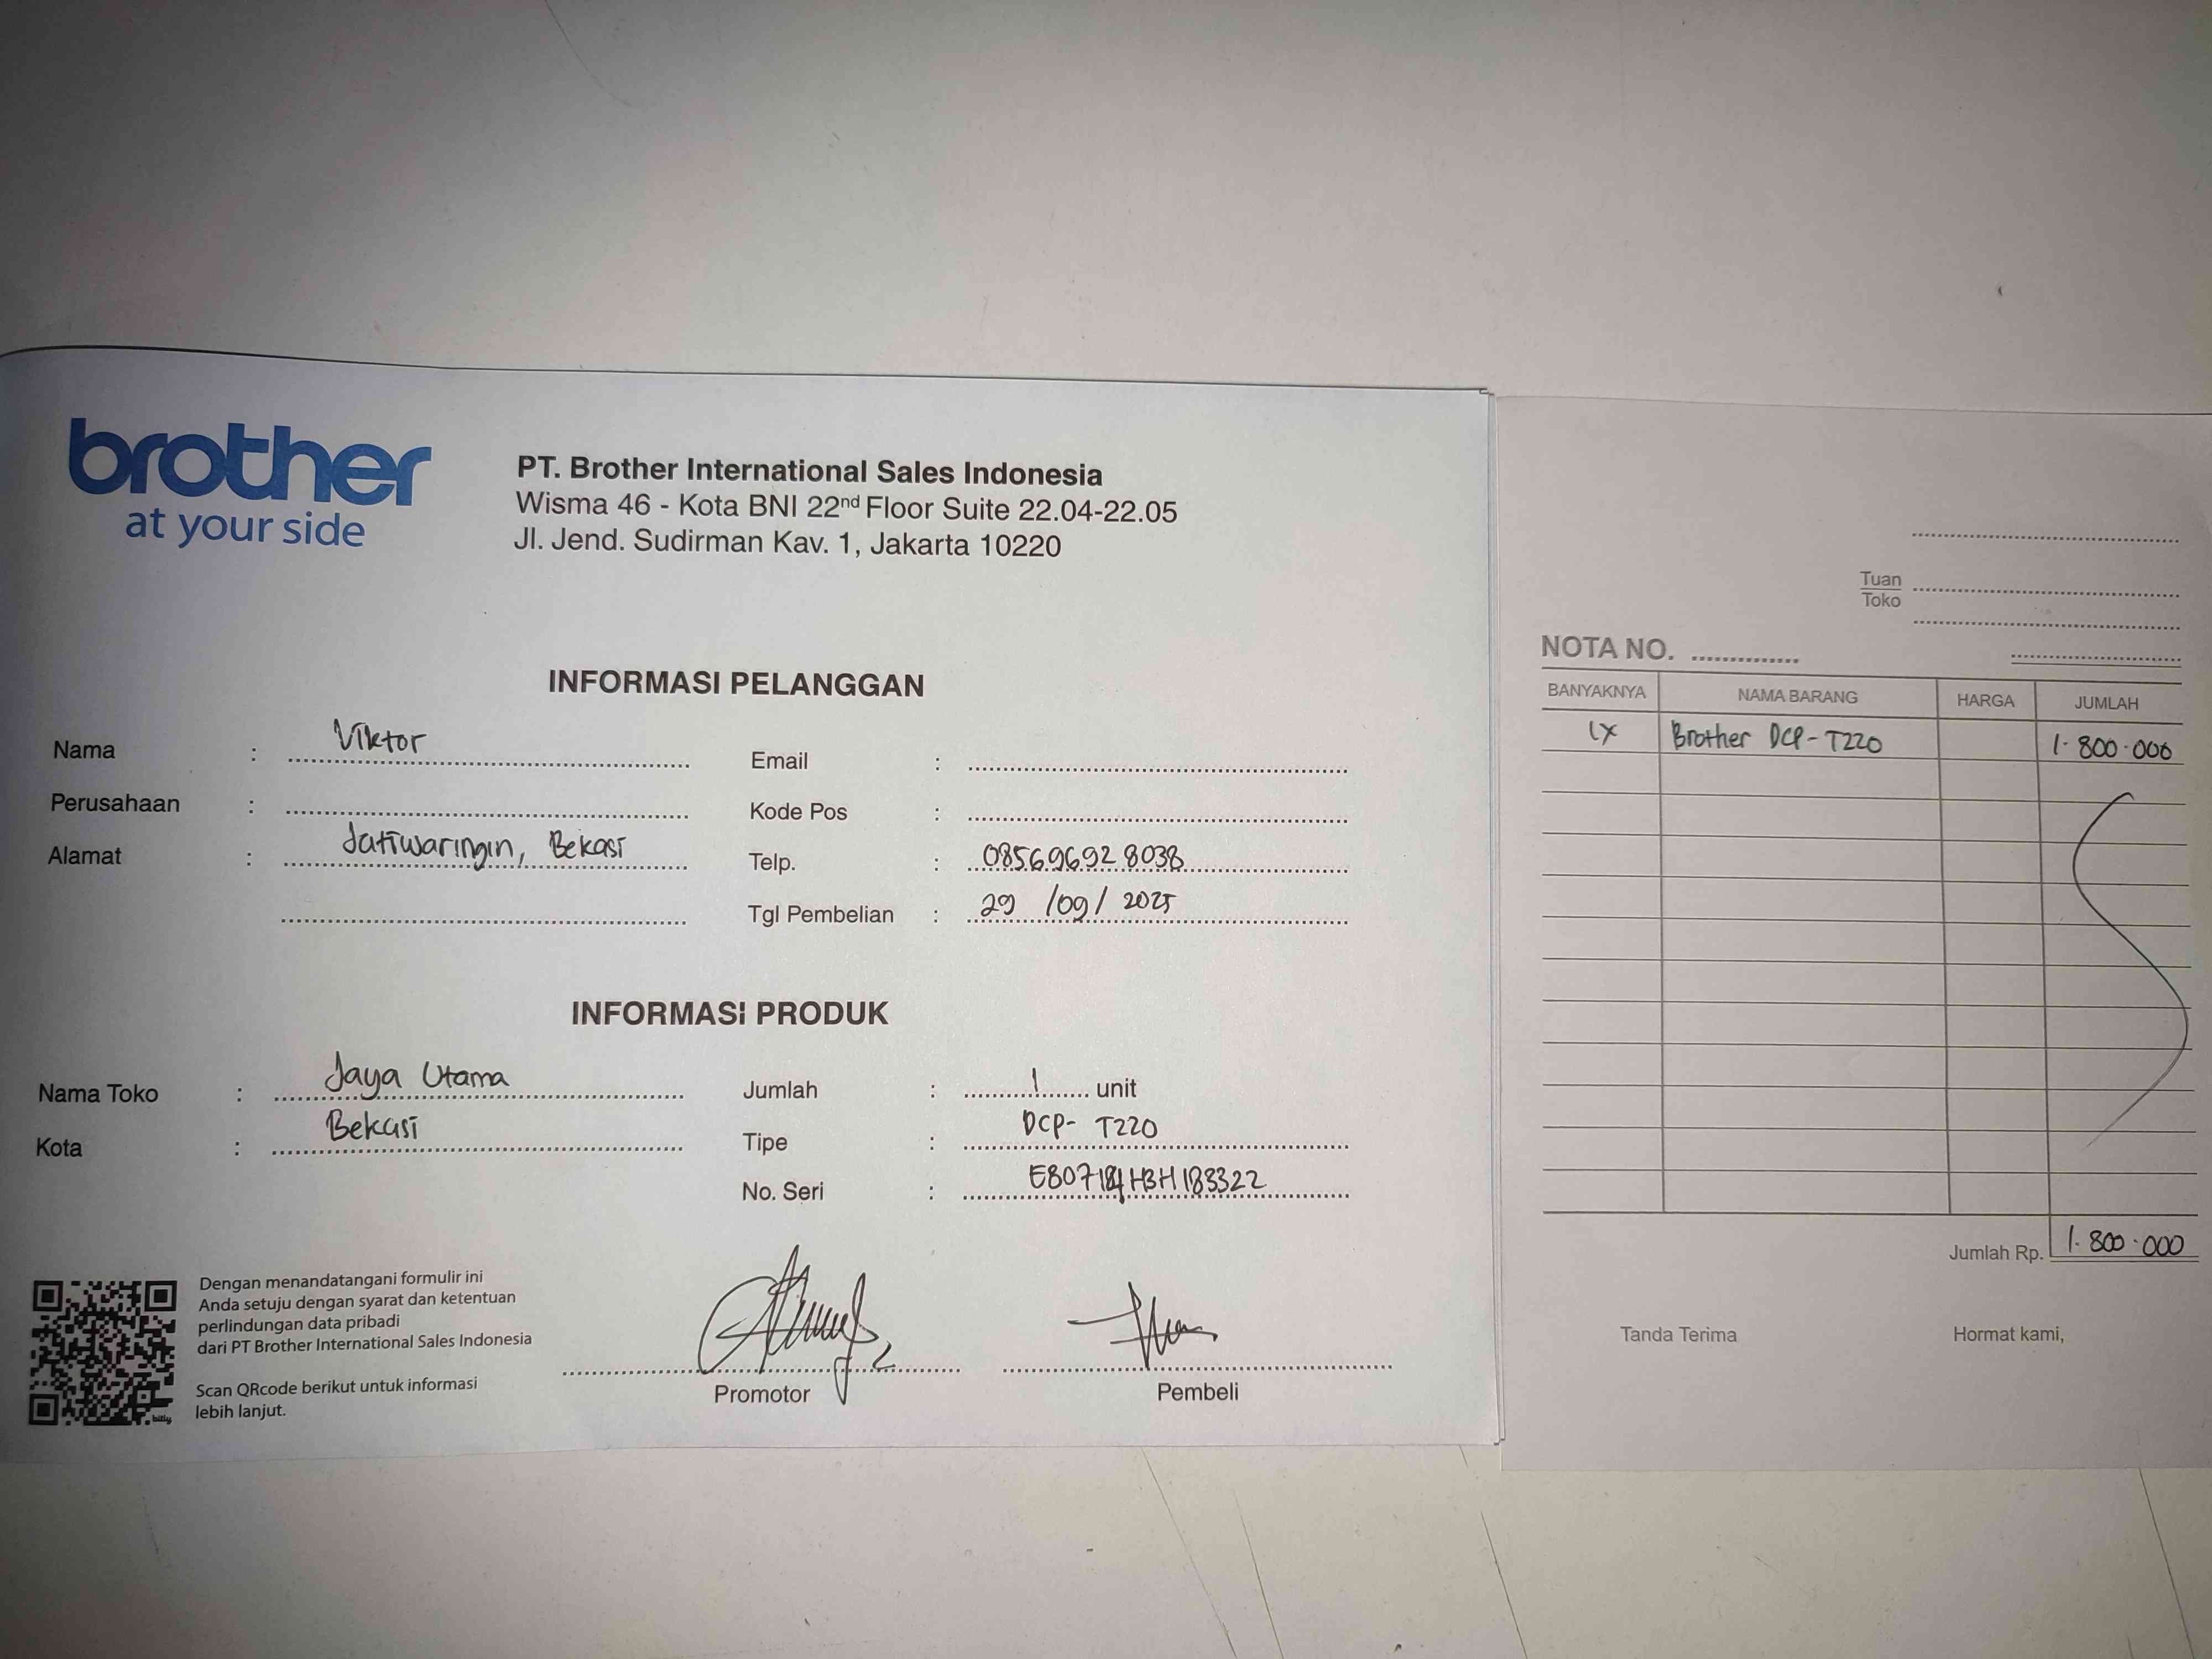 brother
at your side
PT. Brother International Sales Indonesia
Wisma 46 - Kota BNI 22nd Floor Suite 22.04-22.05
Jl. Jend. Sudirman Kav. 1, Jakarta 10220
INFORMASI PELANGGAN
Nama : Viktor
Perusahaan :
Alamat : Jatiwaringin, Bekasi
Email :
Kode Pos :
Telp. : 085696928038
Tgl Pembelian : 29 /09/ 2025
INFORMASI PRODUK
Nama Toko : Jaya Utama
Kota : Bekasi
Jumlah : 1 unit
Tipe : DCP- T220
No. Seri :
Dengan menandatangani formulir ini
Anda setuju dengan syarat dan ketentuan
perlindungan data pribadi
dari PT Brother International Sales Indonesia
Scan QRcode berikut untuk informasi
lebih lanjut.
bitly
Promotor
Pembeli
Tuan
Toko
NOTA NO.
BANYAKNYA NAMA BARANG HARGA JUMLAH
1X Brother DCP-T220 1.800.000
Jumlah Rp. 1.800.000
Tanda Terima Hormat kami,